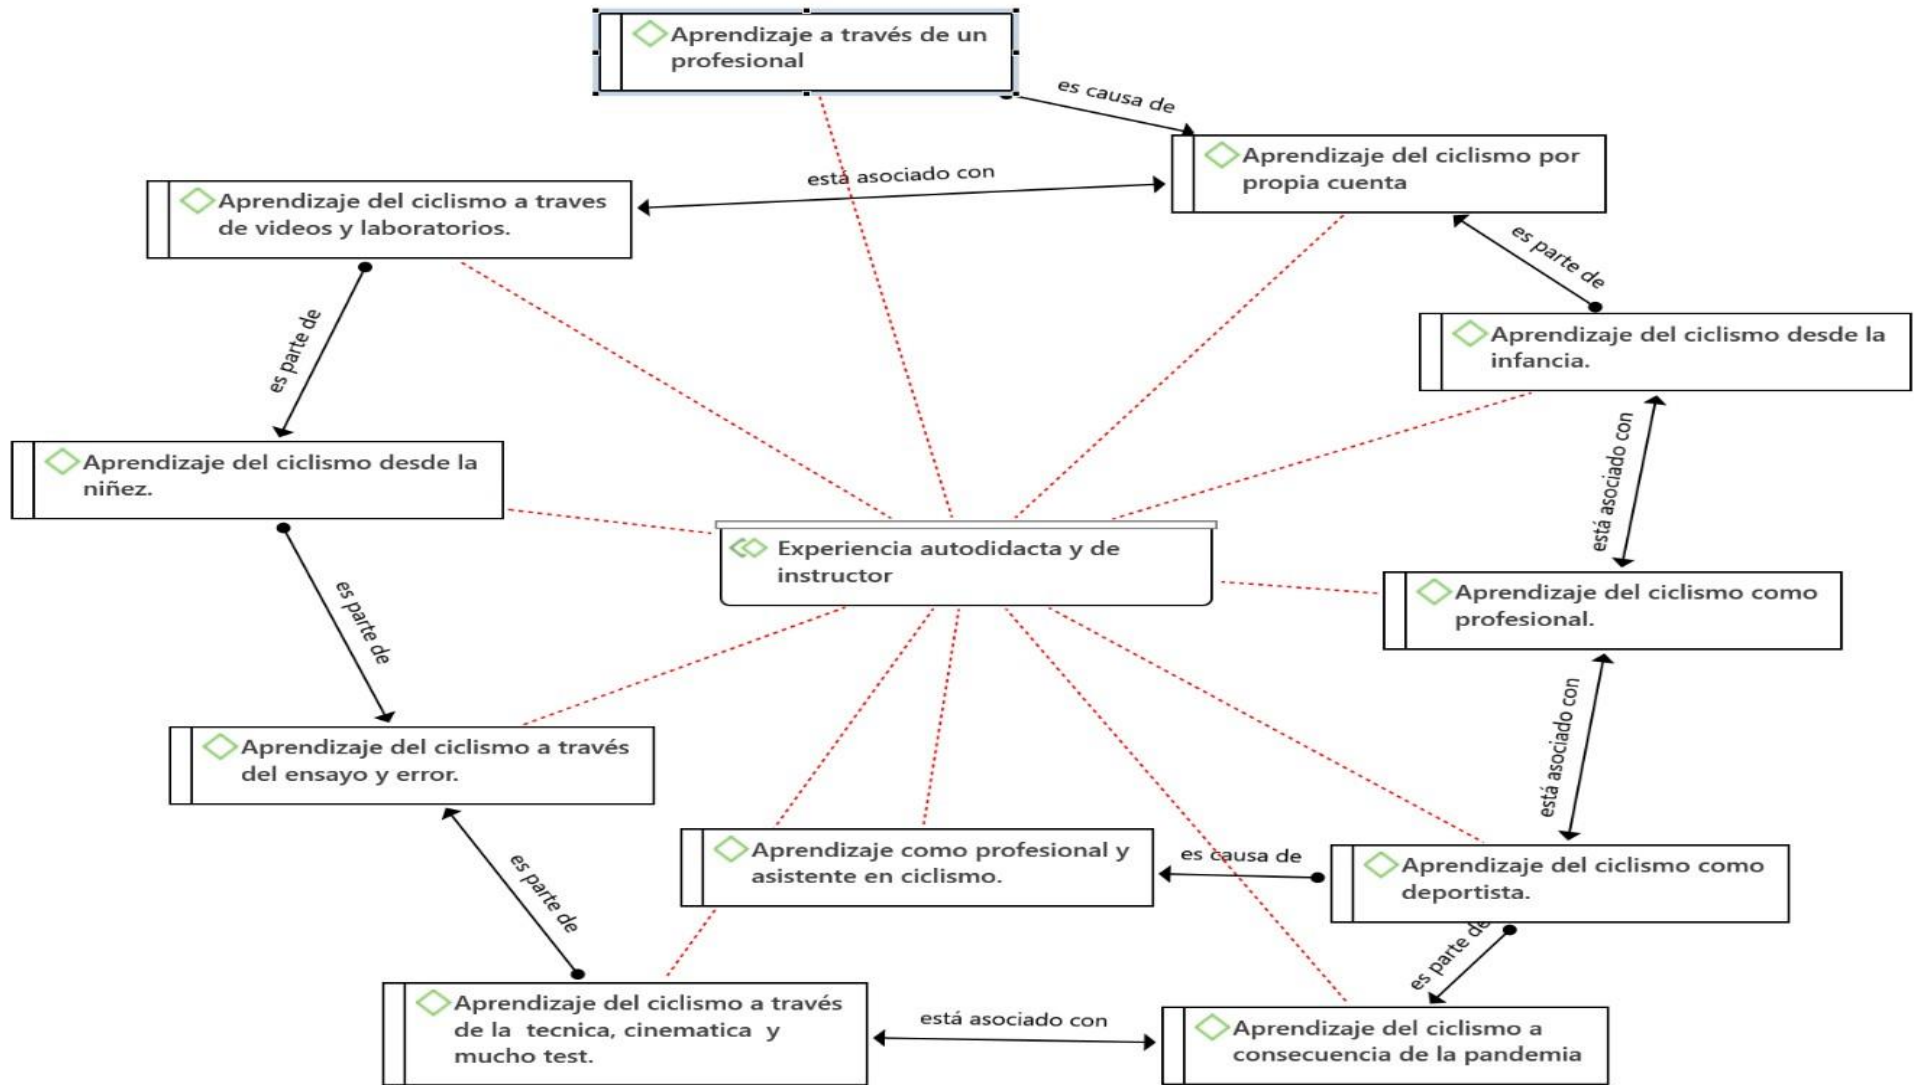 Aprendizaje a través de un
profesional
es causa de
Aprendizaje del ciclismo por
propia cuenta
está asociado con
Aprendizaje del ciclismo a traves
de videos y laboratorios.
es parte de
Aprendizaje del ciclismo desde la
infancia.
es parte de
está asociado con
Aprendizaje del ciclismo desde la
niñez.
Experiencia autodidacta y de
instructor
Aprendizaje del ciclismo como
profesional.
es parte de
está asociado con
Aprendizaje del ciclismo a través
del ensayo y error.
Aprendizaje como profesional y
asistente en ciclismo.
es causa de
Aprendizaje del ciclismo como
deportista.
es parte de
es parte de
Aprendizaje del ciclismo a través
de la tecnica, cinematica y
mucho test.
está asociado con
Aprendizaje del ciclismo a
consecuencia de la pandemia